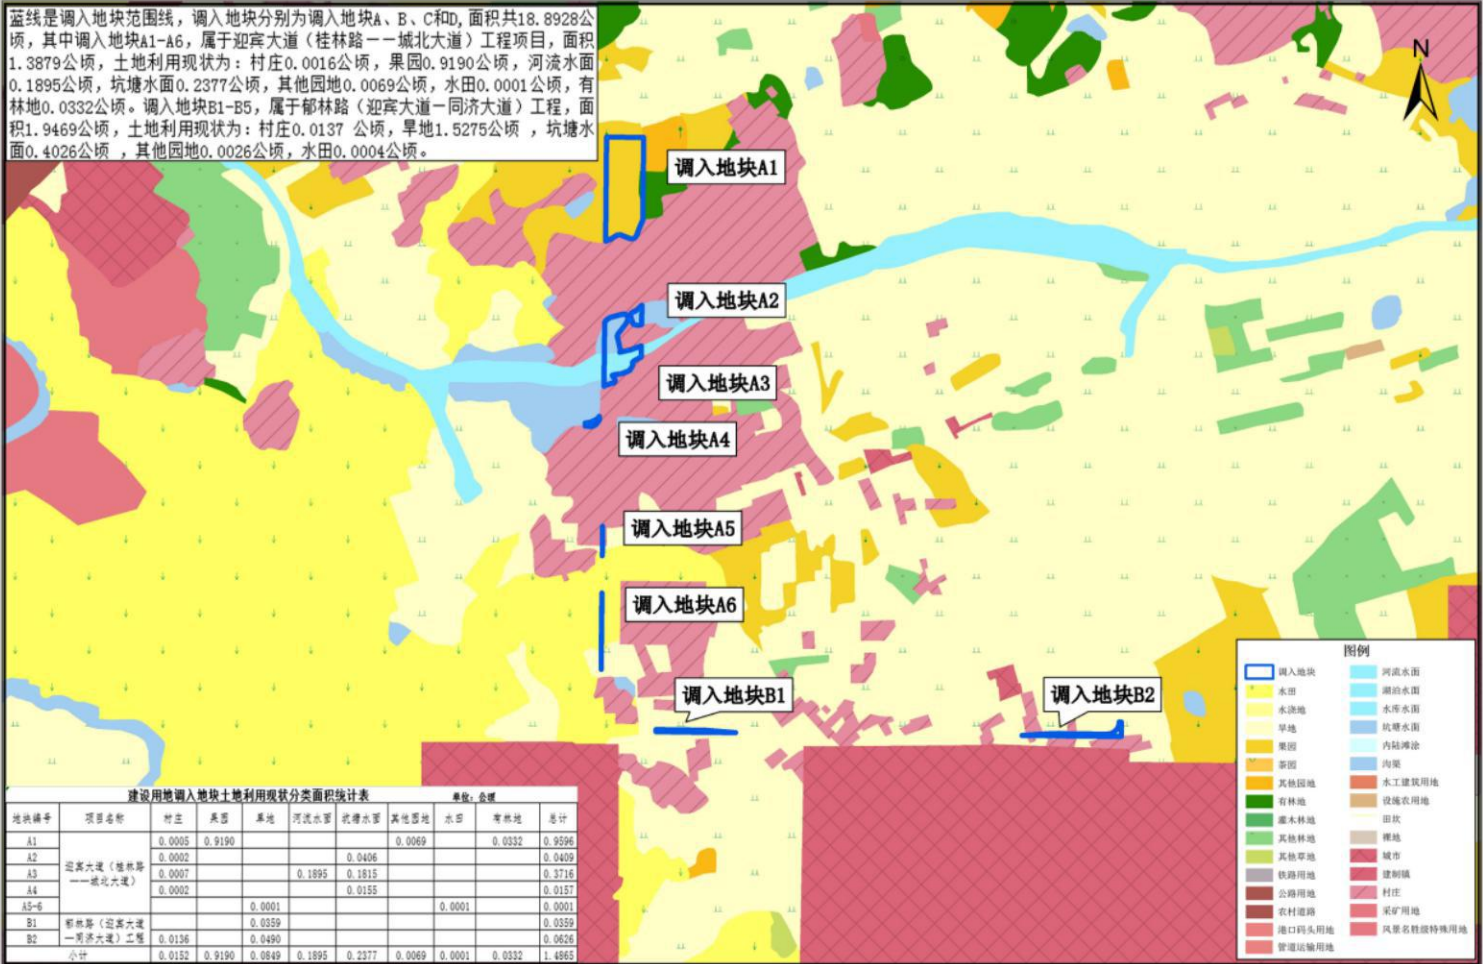 蓝线是调入地块范围线，调入地块分别为调入地块A、B、C和D,面积共18.8928公
顷，其中调入地块A1-A6，属于迎宾大道（桂林路一一城北大道）工程项目，面积
1.3879公顷，土地利用现状为：村庄0.0016公顷，果园0.9190公顷，河流水面
0.1895公顷，坑塘水面0.2377公顷，其他园地0.0069公顷，水田0.0001公顷，有
林地0.0332公顷。调入地块B1-B5，属于郁林路（迎宾大道一同济大道）工程，面
积1.9469公顷，土地利用现状为：村庄0.0137 公顷，旱地1.5275公顷 ，坑塘水
面0.4026公顷 ，其他园地0.0026公顷，水田0.0004公顷。
N
调入地块A1
调入地块A2
调入地块A3
调入地块A4
调入地块A5
调入地块A6
调入地块B1
调入地块B2
建设用地调入地块土地利用现状分类面积统计表 单位：公顷
地块编号 项目名称 村庄 果园 旱地 河流水面 坑塘水面 其他园地 水田 有林地 总计
A1 迎宾大道（桂林路一一城北大道） 0.0005 0.9190 0.0069 0.0332 0.9596
A2 0.0002 0.0406 0.0409
A3 0.0007 0.1895 0.1815 0.3716
A4 0.0002 0.0155 0.0157
A5-6 0.0001 0.0001 0.0001
B1 郁林路（迎宾大道一同济大道）工程 0.0359 0.0359
B2 0.0136 0.0490 0.0626
小计 0.0152 0.9190 0.0849 0.1895 0.2377 0.0069 0.0001 0.0332 1.4865
图例
调入地块
水田
水浇地
旱地
果园
茶园
其他园地
有林地
灌木林地
其他林地
其他草地
铁路用地
公路用地
农村道路
港口码头用地
管道运输用地
河流水面
湖泊水面
水库水面
坑塘水面
内陆滩涂
沟渠
水工建筑用地
设施农用地
田坎
裸地
城市
建制镇
村庄
采矿用地
风景名胜级特殊用地